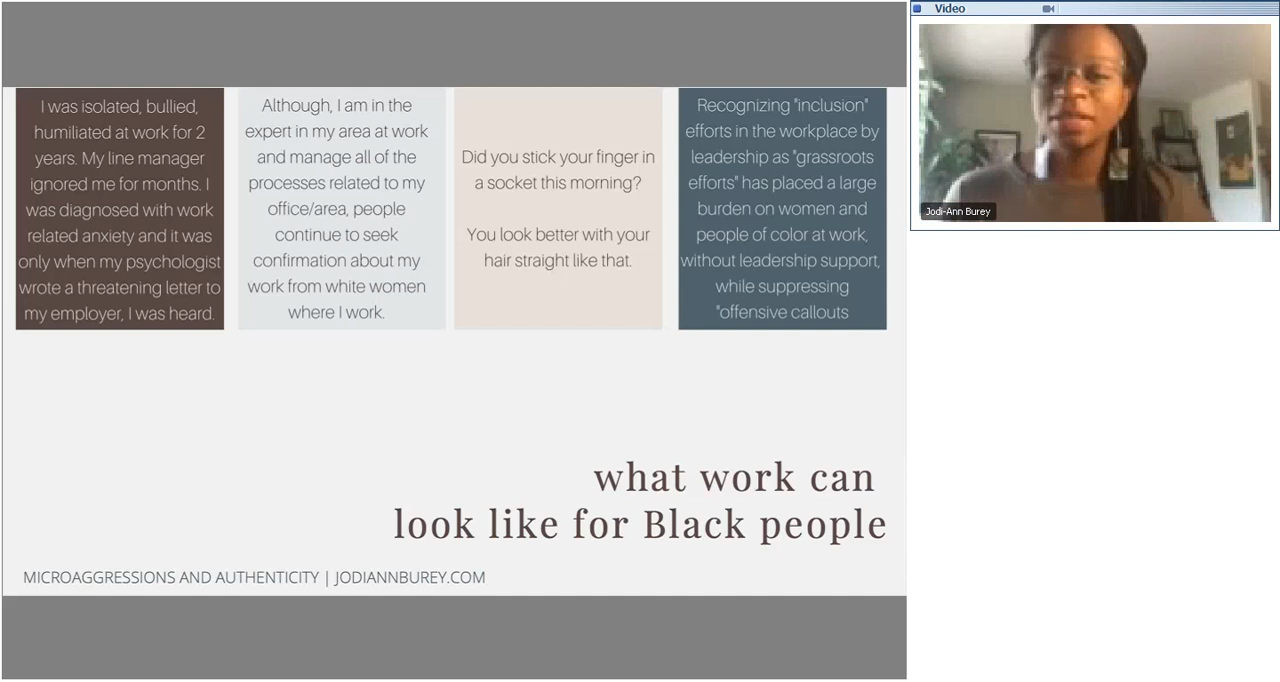 I was isolated, bullied,
humiliated at work for 2
years. My line manager
ignored me for months. I
was diagnosed with work
related anxiety and it was
only when my psychologist
wrote a threatening letter to
my employer, I was heard.
Although, I am in the
expert in my area at work
and manage all of the
processes related to my
office/area, people
continue to seek
confirmation about my
work from white women
where I work.
Did you stick your finger in
a socket this morning?
You look better with your
hair straight like that.
Recognizing "inclusion"
efforts in the workplace by
leadership as "grassroots
efforts" has placed a large
burden on women and
people of color at work,
without leadership support,
while suppressing
"offensive callouts
what work can
look like for Black people
MICROAGGRESSIONS AND AUTHENTICITY | JODIANNBUREY.COM
Video
Jodi-Ann Burey